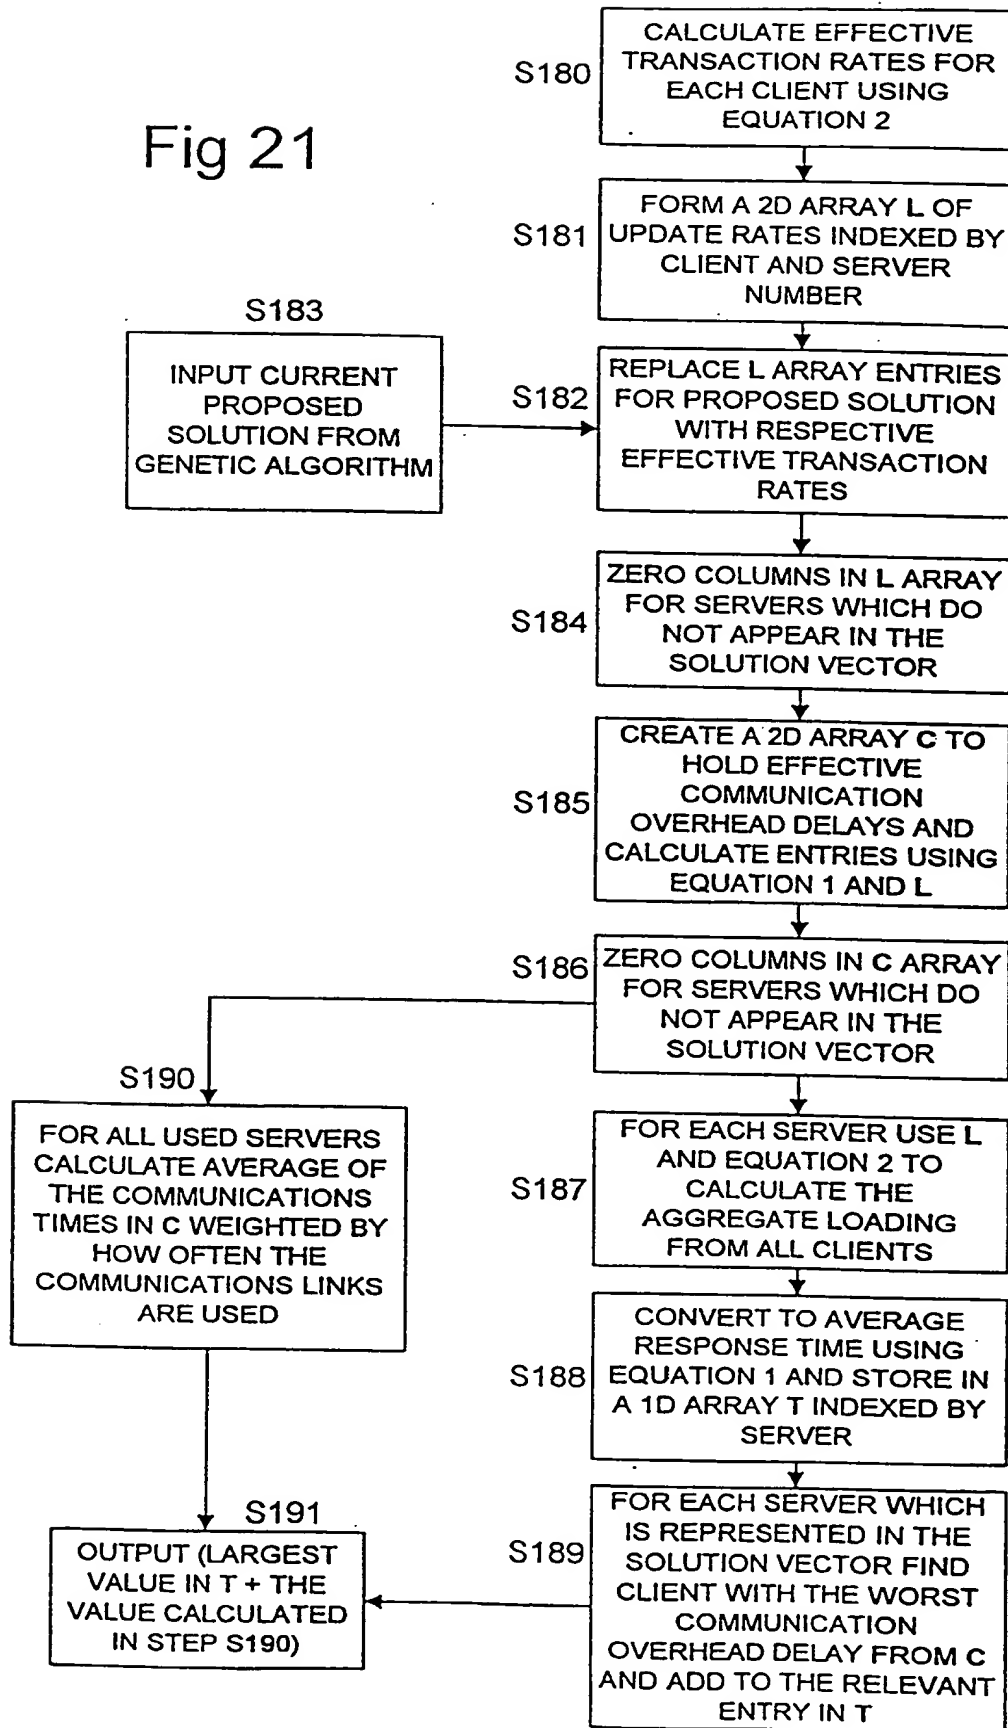 Fig 21
S180
CALCULATE EFFECTIVE
TRANSACTION RATES FOR
EACH CLIENT USING
EQUATION 2
S181
FORM A 2D ARRAY L OF
UPDATE RATES INDEXED BY
CLIENT AND SERVER
NUMBER
S183
INPUT CURRENT
PROPOSED
SOLUTION FROM
GENETIC ALGORITHM
S182
REPLACE L ARRAY ENTRIES
FOR PROPOSED SOLUTION
WITH RESPECTIVE
EFFECTIVE TRANSACTION
RATES
S184
ZERO COLUMNS IN L ARRAY
FOR SERVERS WHICH DO
NOT APPEAR IN THE
SOLUTION VECTOR
S185
CREATE A 2D ARRAY C TO
HOLD EFFECTIVE
COMMUNICATION
OVERHEAD DELAYS AND
CALCULATE ENTRIES USING
EQUATION 1 AND L
S186
ZERO COLUMNS IN C ARRAY
FOR SERVERS WHICH DO
NOT APPEAR IN THE
SOLUTION VECTOR
S190
FOR ALL USED SERVERS
CALCULATE AVERAGE OF
THE COMMUNICATIONS
TIMES IN C WEIGHTED BY
HOW OFTEN THE
COMMUNICATIONS LINKS
ARE USED
S187
FOR EACH SERVER USE L
AND EQUATION 2 TO
CALCULATE THE
AGGREGATE LOADING
FROM ALL CLIENTS
S188
CONVERT TO AVERAGE
RESPONSE TIME USING
EQUATION 1 AND STORE IN
A 1D ARRAY T INDEXED BY
SERVER
S189
FOR EACH SERVER WHICH
IS REPRESENTED IN THE
SOLUTION VECTOR FIND
CLIENT WITH THE WORST
COMMUNICATION
OVERHEAD DELAY FROM C
AND ADD TO THE RELEVANT
ENTRY IN T
S191
OUTPUT (LARGEST
VALUE IN T + THE
VALUE CALCULATED
IN STEP S190)